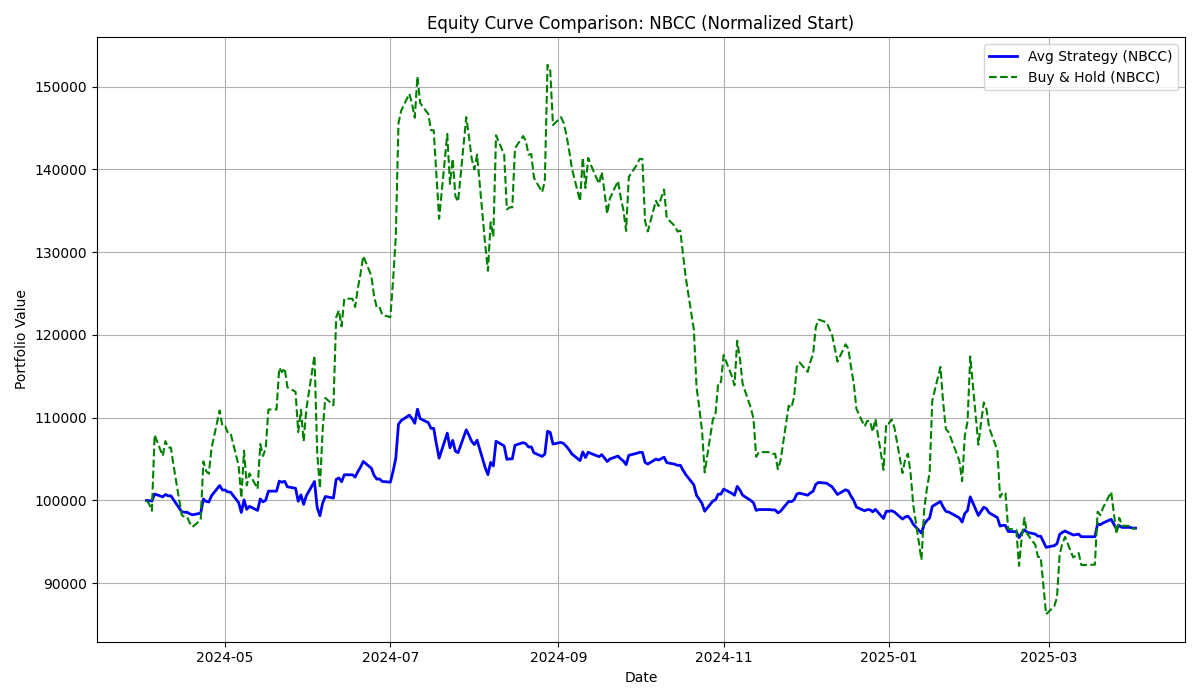 Equity Curve Comparison: NBCC (Normalized Start)
Avg Strategy (NBCC)
Buy & Hold (NBCC)
Portfolio Value
150000
140000
130000
120000
110000
100000
90000
2024-05
2024-07
2024-09
2024-11
2025-01
2025-03
Date